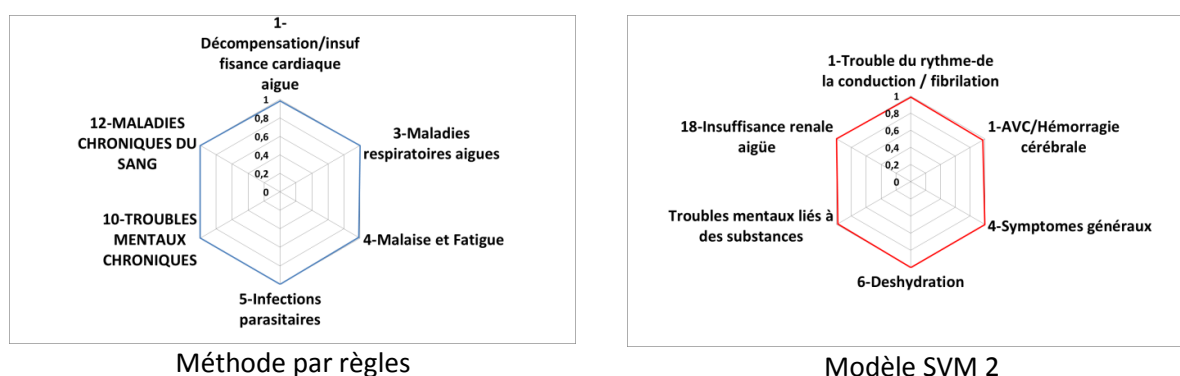 1-
Décompensation/insuf
fisance cardiaque
aigue
1
0,8
0,6
0,4
0,2
0
3-Maladies
respiratoires aigues
4-Malaise et Fatigue
5-Infections
parasitaires
10-TROUBLES
MENTAUX
CHRONIQUES
12-MALADIES
CHRONIQUES DU
SANG
Méthode par règles
1-Trouble du rythme-de
la conduction / fibrilation
1
0,8
0,6
0,4
0,2
0
1-AVC/Hémorragie
cérébrale
4-Symptomes généraux
6-Deshydration
Troubles mentaux liés à
des substances
18-Insuffisance renale
aigüe
Modèle SVM 2